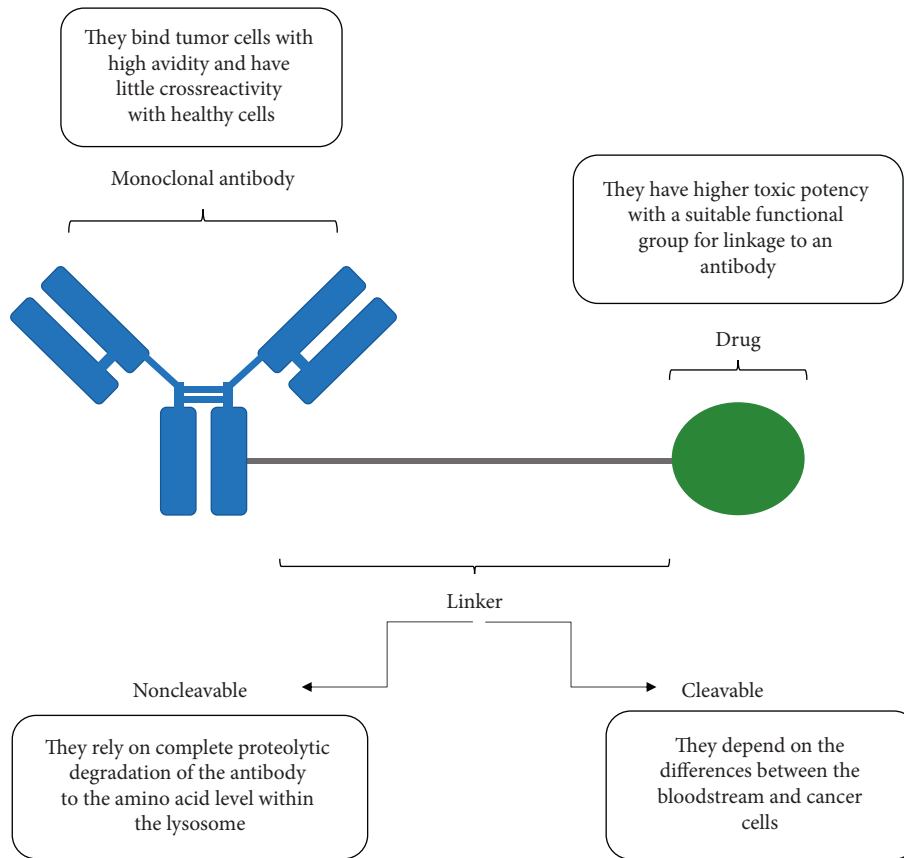 They bind tumor cells with
high avidity and have
little crossreactivity
with healthy cells
Monoclonal antibody
They have higher toxic potency
with a suitable functional
group for linkage to an
antibody
Drug
Linker
Noncleavable
They rely on complete proteolytic
degradation of the antibody
to the amino acid level within
the lysosome
Cleavable
They depend on the
differences between the
bloodstream and cancer
cells